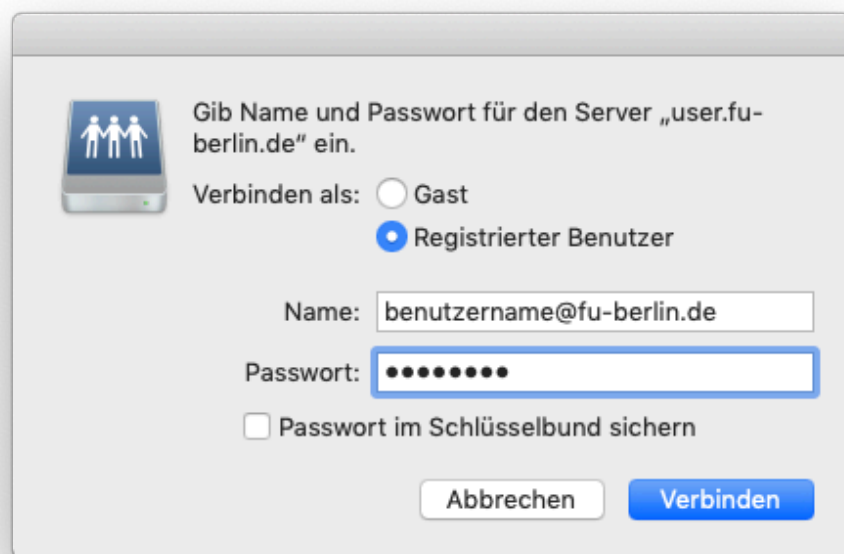 Gib Name und Passwort für den Server „user.fu-
berlin.de“ ein.
Verbinden als: Gast
Registrierter Benutzer
Name: benutzername@fu-berlin.de
Passwort: ••••••••
Passwort im Schlüsselbund sichern
Abbrechen Verbinden